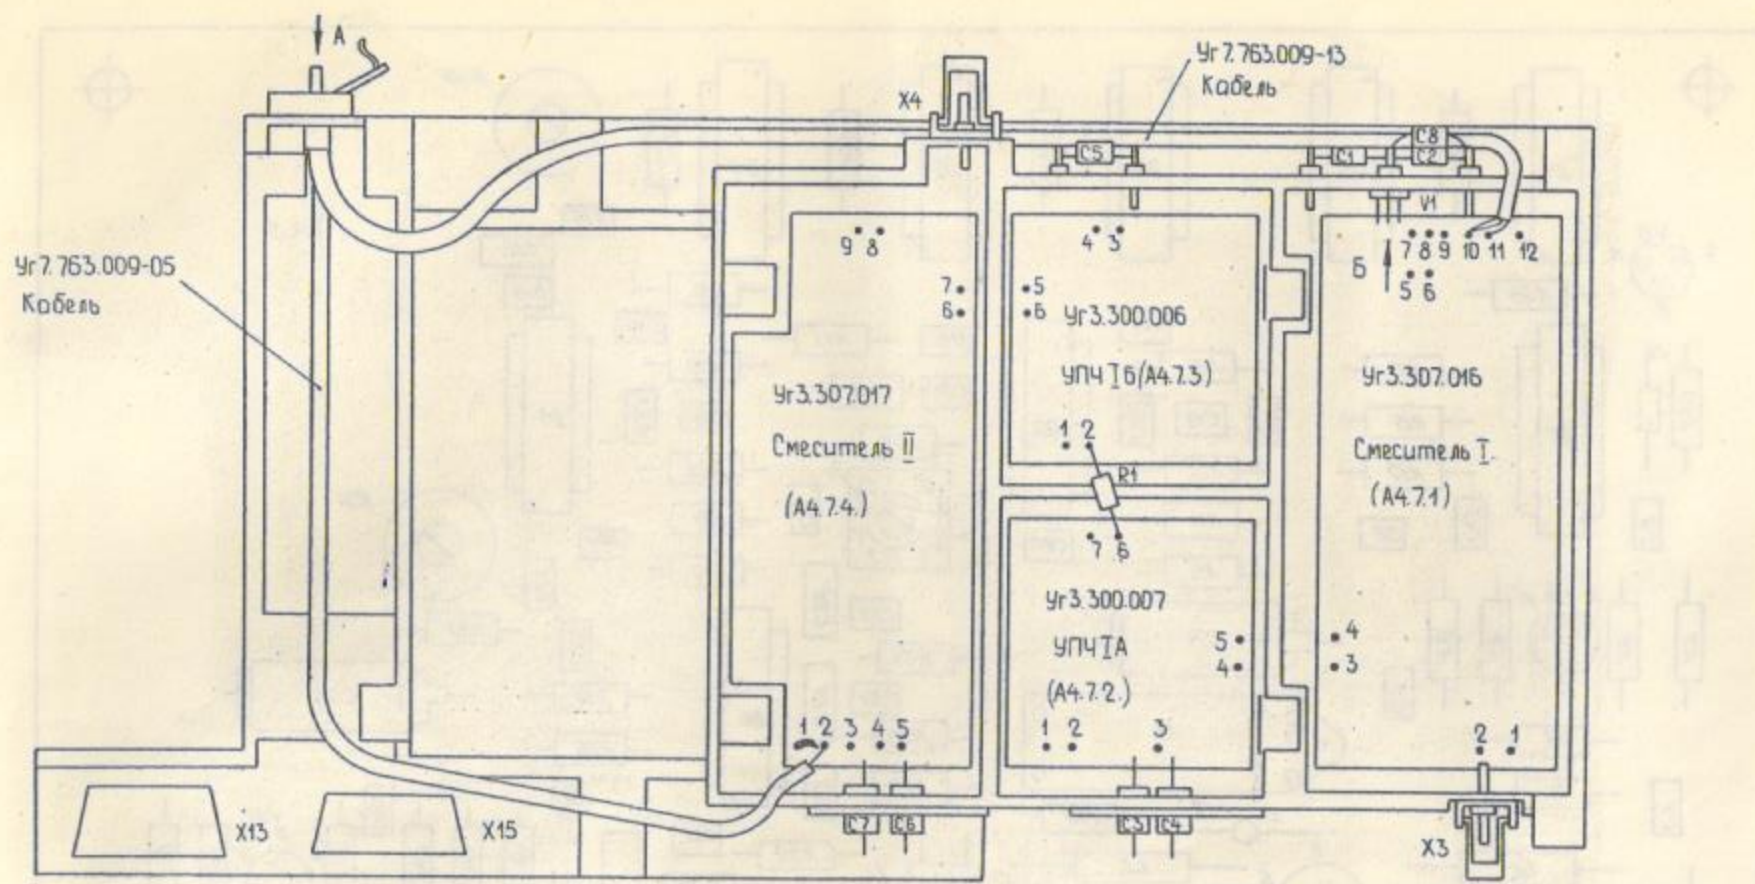 А
Уг7.763.009-13
Кабель
X4
C8
C5
C1
C2
V1
9 8
4 3
7 8 9 10 11 12
Б
5 6
Уг7.763.009-05
Кабель
7
6
5
6
Уг3.300.006
УПЧ I Б(А4.7.3)
Уг3.307.017
Смеситель II
(А4.7.4.)
Уг3.307.016
Смеситель I.
(А4.7.1)
1 2
R1
7 6
Уг3.300.007
УПЧ IА
(А4.7.2.)
5
4
4
3
1 2 3 4 5
1 2 3
2 1
X13
X15
C7
C6
C3
C4
X3